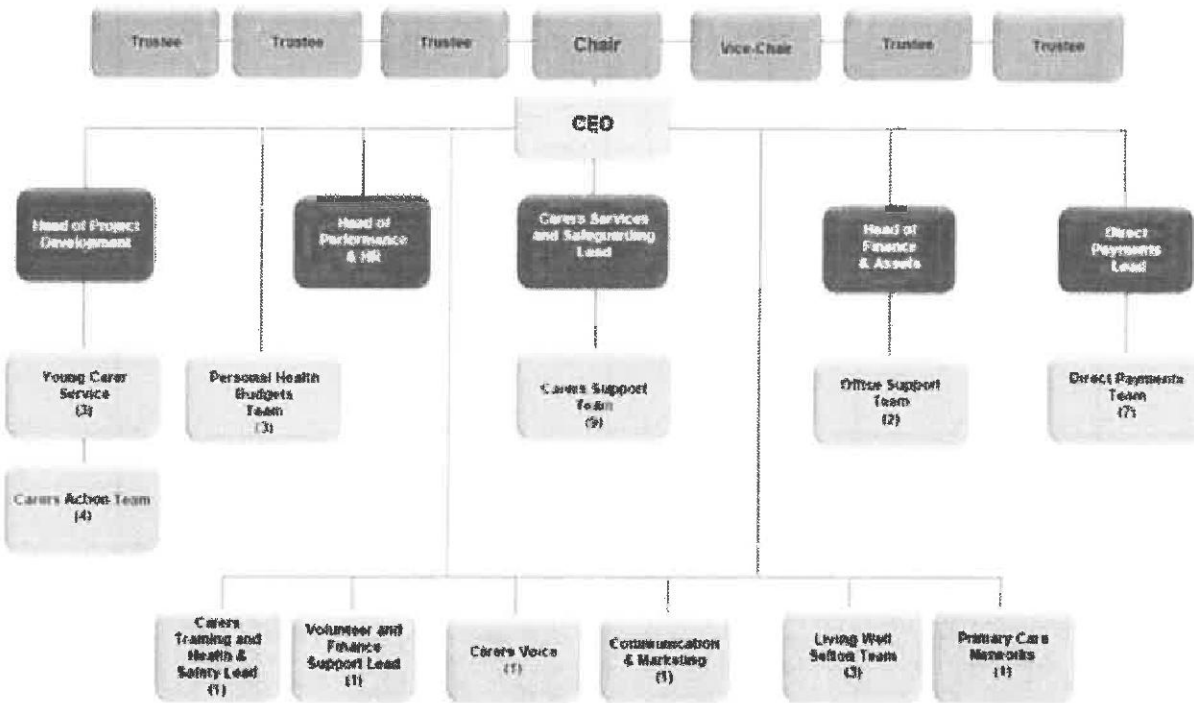 Trustee
Trustee
Trustee
Chair
Vice-Chair
Trustee
Trustee
CEO
Head of Project
Development
Head of
Performance
& HR
Carers Services
and Safeguarding
Lead
Head of
Finance
& Assets
Direct
Payments
Lead
Young Carer
Service
(3)
Personal Health
Budgets
Team
(3)
Carers Support
Team
(9)
Office Support
Team
(2)
Direct Payments
Team
(7)
Carers Action Team
(4)
Carers
Training and
Health &
Safety Lead
(1)
Volunteer and
Finance
Support Lead
(1)
Carers Voice
(1)
Communication
& Marketing
(1)
Living Well
Sefton Team
(3)
Primary Care
Networks
(1)